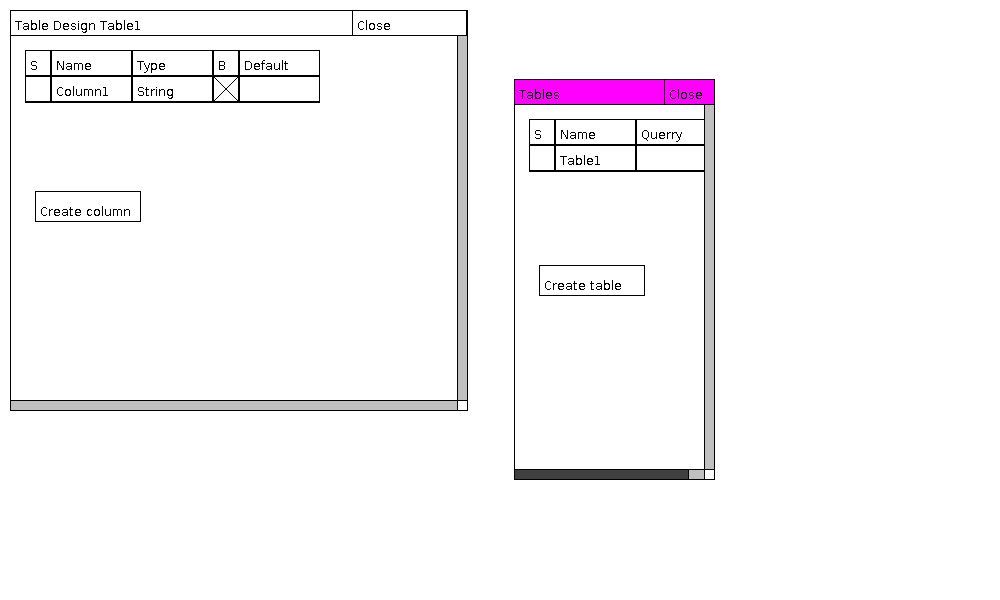 Table Design Table1 Close
S Name Type B Default
Column1 String
Create column
Tables Close
S Name Querry
Table1
Create table